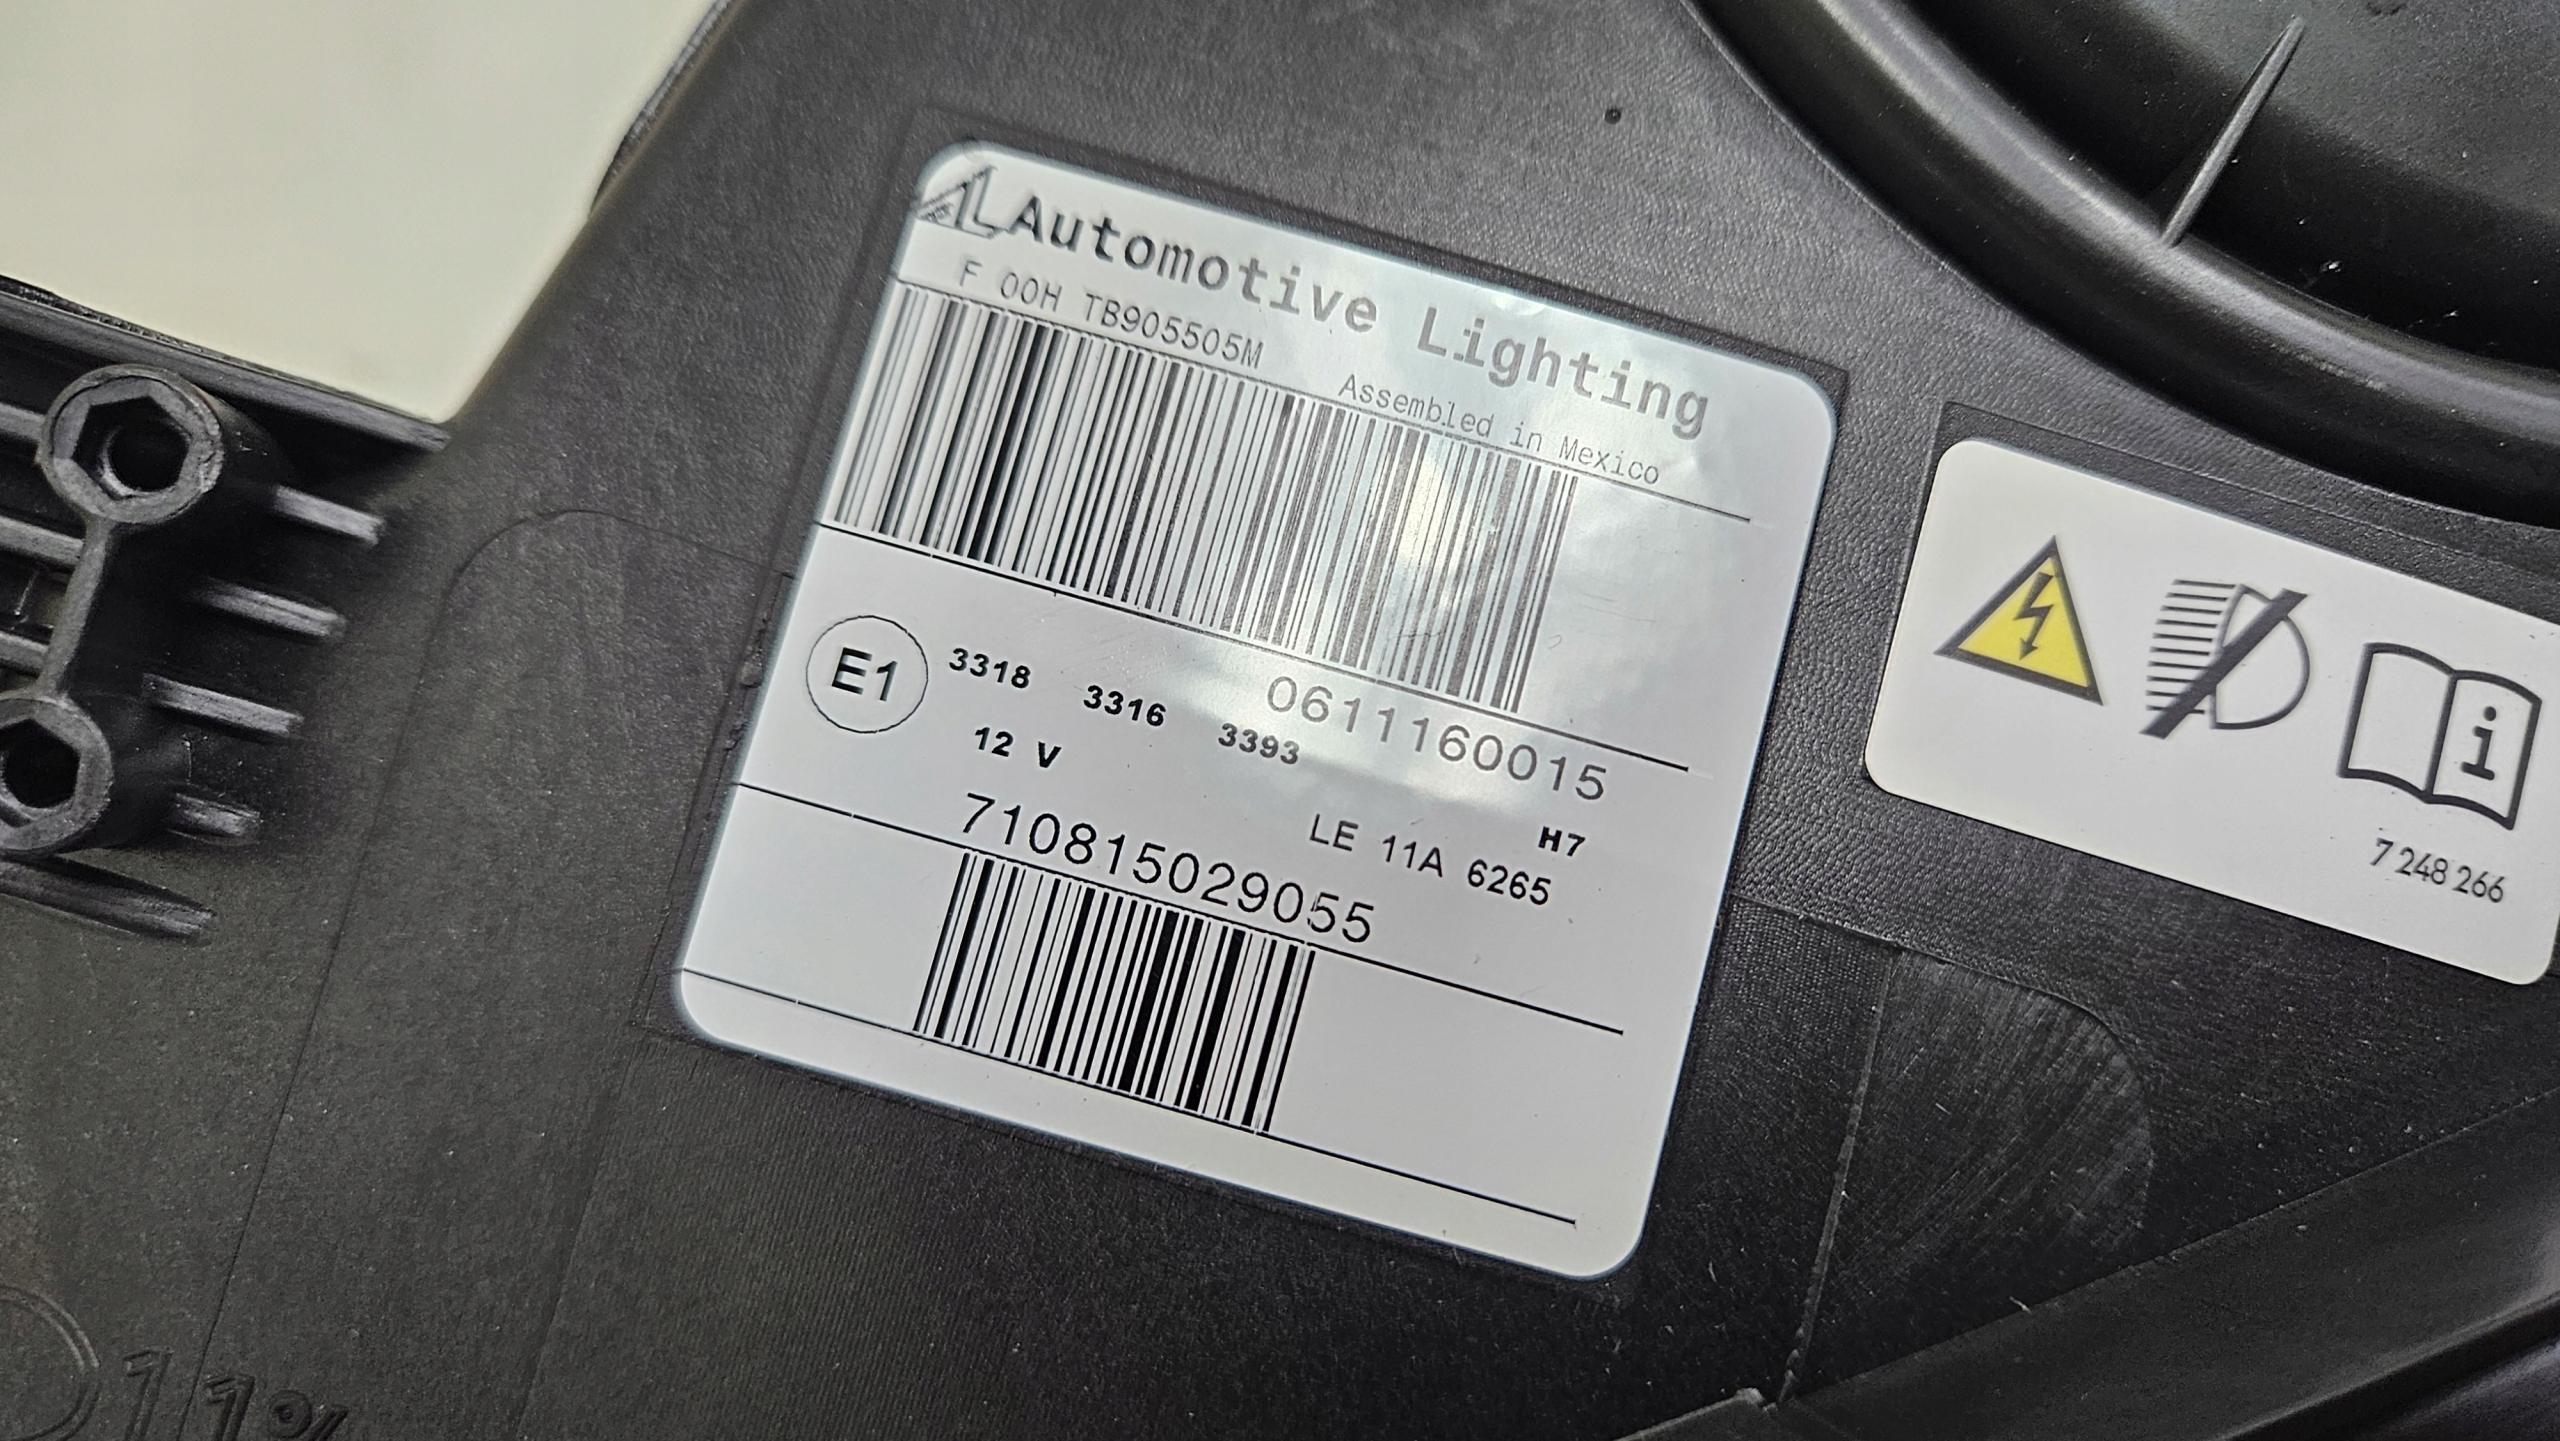 AL Automotive Lighting
F 00H TB905505M Assembled in Mexico
0611160015
E1 3318 3316 3393
12 V H7
LE 11A 6265
710815029055
7 248 266
i